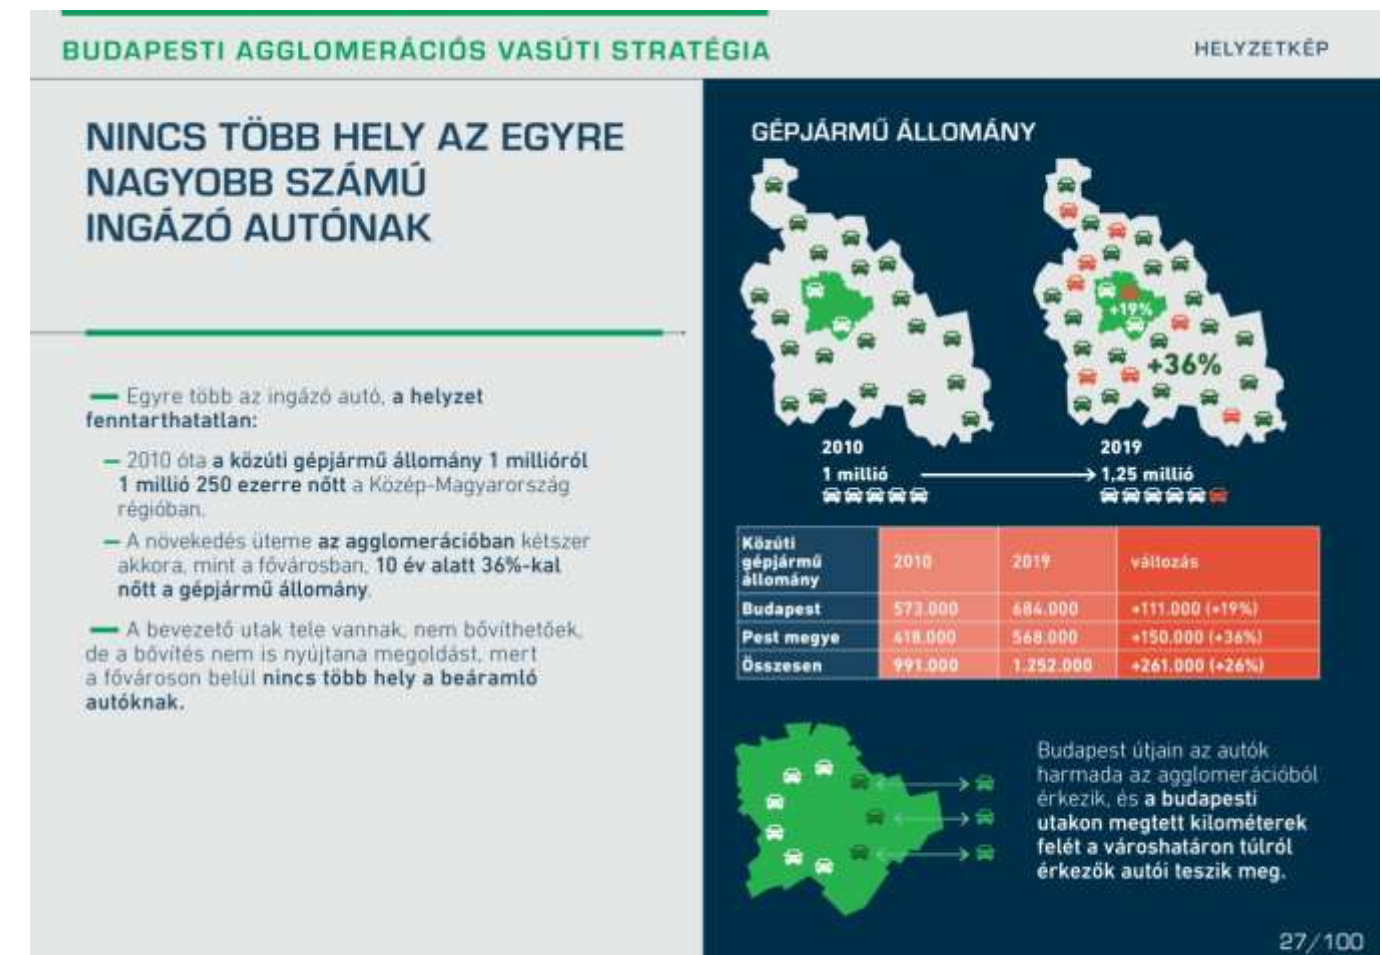 BUDAPESTI AGGLOMERÁCIÓS VASÚTI STRATÉGIA
HELYZETKÉP
NINCS TÖBB HELY AZ EGYRE
NAGYOBB SZÁMÚ
INGÁZÓ AUTÓNAK
— Egyre több az ingázó autó, a helyzet
fenntarthatatlan:
– 2010 óta a közúti gépjármű állomány 1 millióról
1 millió 250 ezerre nőtt a Közép-Magyarország
régióban.
– A növekedés üteme az agglomerációban kétszer
akkora, mint a fővárosban, 10 év alatt 36%-kal
nőtt a gépjármű állomány.
— A bevezető utak tele vannak, nem bővíthetőek,
de a bővítés nem is nyújtana megoldást, mert
a fővároson belül nincs több hely a beáramló
autóknak.
GÉPJÁRMŰ ÁLLOMÁNY
+19%
+36%
2010
1 millió
2019
1,25 millió
Közúti
gépjármű
állomány
2010
2019
változás
Budapest 573.000 684.000 +111.000 (+19%)
Pest megye 418.000 568.000 +150.000 (+36%)
Összesen 991.000 1.252.000 +261.000 (+26%)
Budapest útjain az autók
harmada az agglomerációból
érkezik, és a budapesti
utakon megtett kilométerek
felét a városhatáron túlról
érkezők autói teszik meg.
27/100